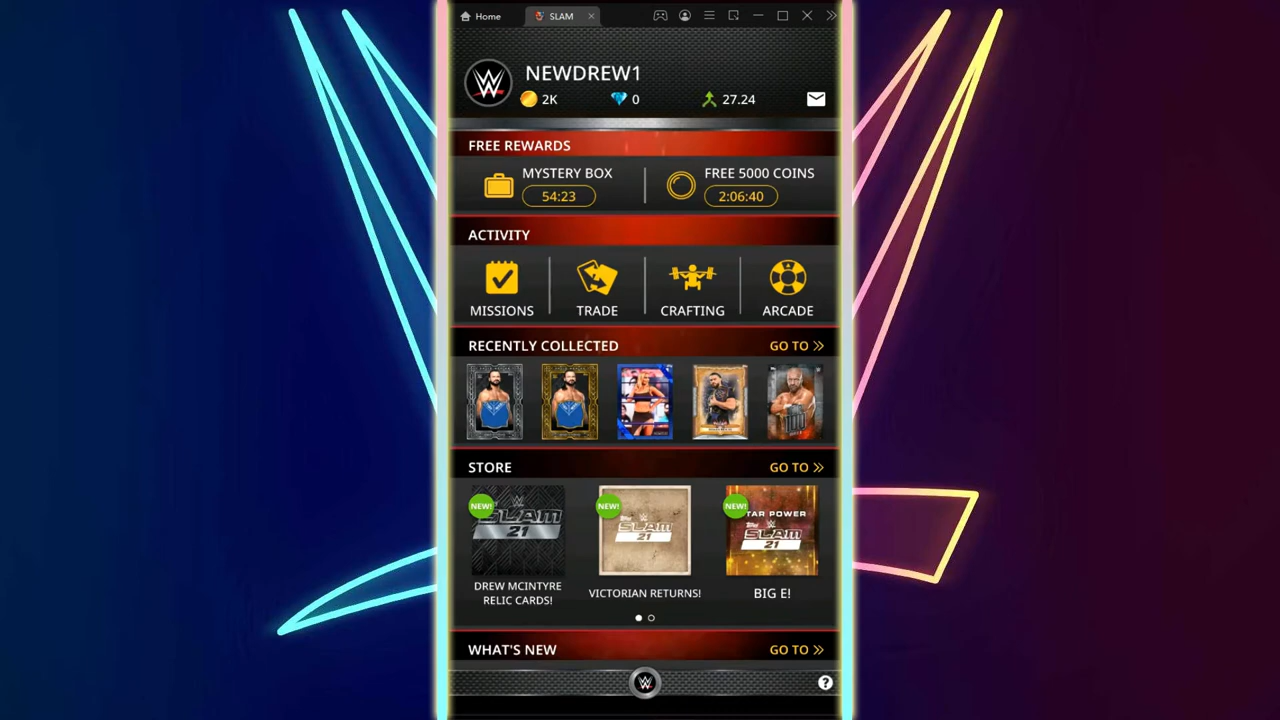 Home
SLAM
NEWDREW1
2K
0
27.24
FREE REWARDS
MYSTERY BOX
54:23
FREE 5000 COINS
2:06:40
ACTIVITY
MISSIONS
TRADE
CRAFTING
ARCADE
RECENTLY COLLECTED
GO TO
STORE
GO TO
NEW!
SLAM
21
NEW!
SLAM
21
NEW!
TAR POWER
SLAM
21
DREW MCINTYRE
RELIC CARDS!
VICTORIAN RETURNS!
BIG E!
WHAT'S NEW
GO TO
?